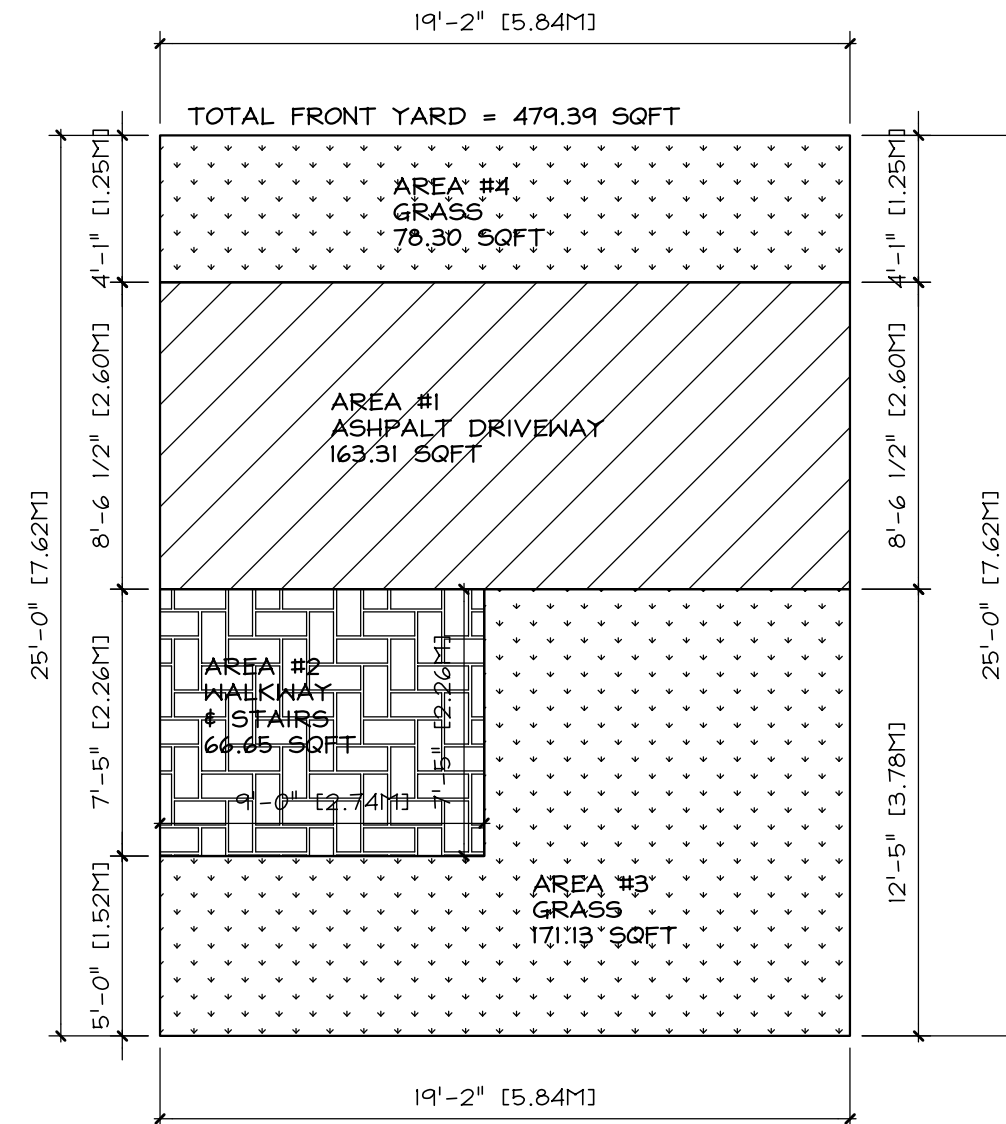 19'-2" [5.84M]
TOTAL FRONT YARD = 479.39 SQFT
4'-1" [1.25M]
AREA #4
GRASS
78.30 SQFT
4'-1" [1.25M]
8'-6 1/2" [2.60M]
AREA #1
ASHPALT DRIVEWAY
163.31 SQFT
8'-6 1/2" [2.60M]
25'-0" [7.62M]
25'-0" [7.62M]
7'-5" [2.26M]
AREA #2
WALKWAY
& STAIRS
66.65 SQFT
7'-5" [2.26M]
9'-0" [2.74M]
12'-5" [3.78M]
5'-0" [1.52M]
AREA #3
GRASS
171.13 SQFT
19'-2" [5.84M]